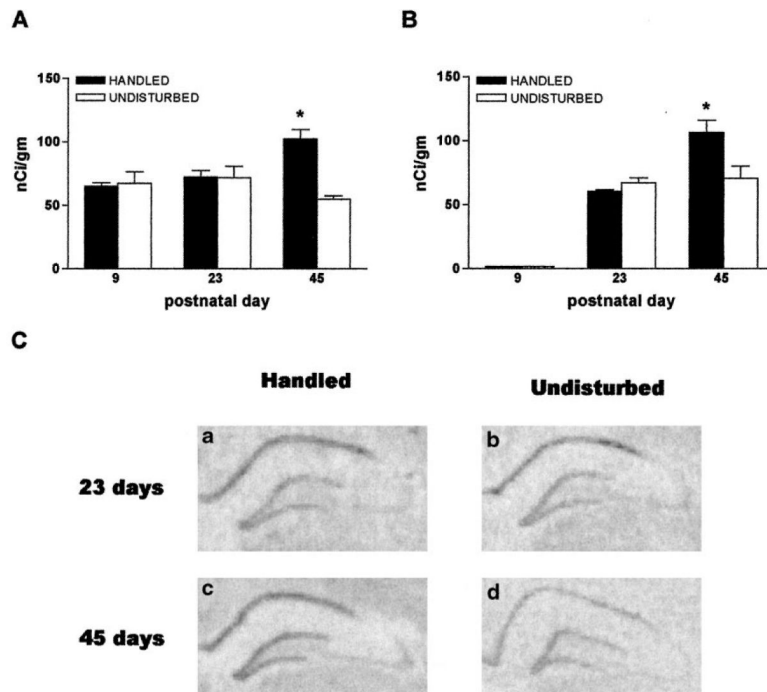 A
150
HANDLED
UNDISTURBED
*
100
50
0
nCi/gm
9 23 45
postnatal day
B
150
HANDLED
UNDISTURBED
*
100
50
0
nCi/gm
9 23 45
postnatal day
C
Handled Undisturbed
23 days
a b
45 days
c d